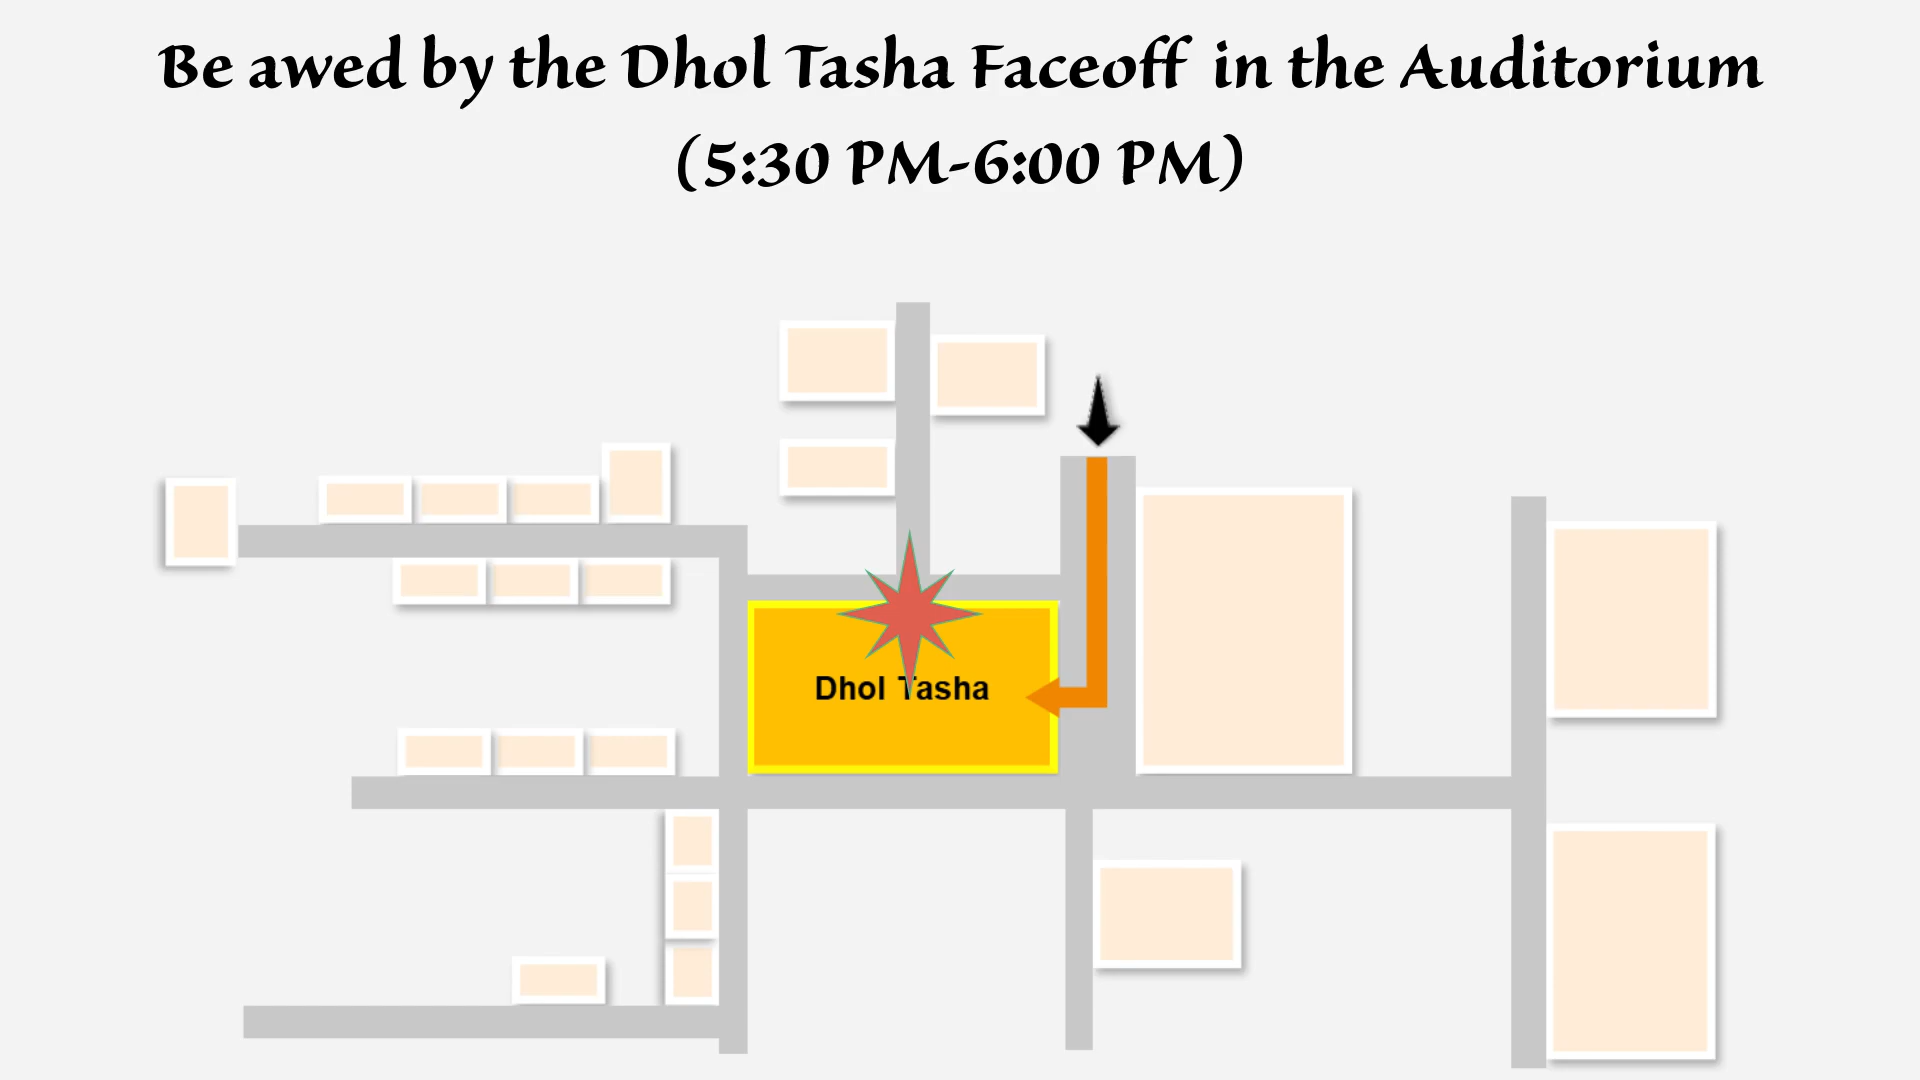 Be awed by the Dhol Tasha Faceoff in the Auditorium
(5:30 PM-6:00 PM)
Dhol Tasha